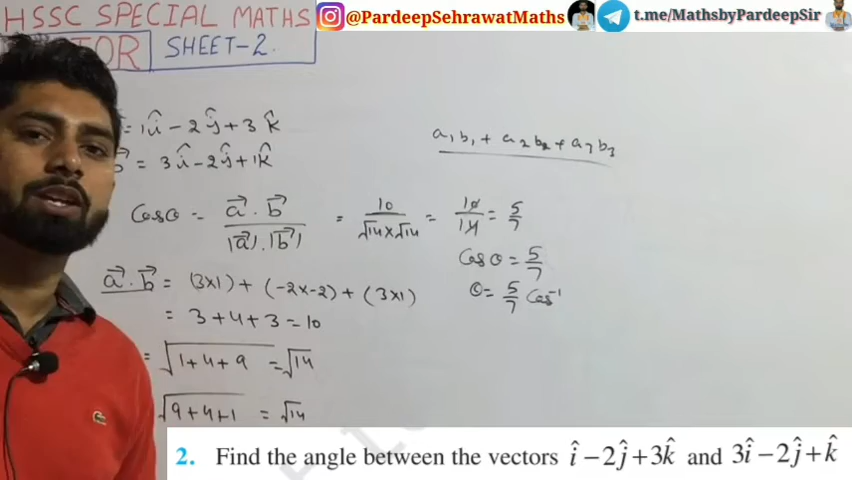 HSSC SPECIAL MATHS
@PardeepSehrawatMaths
t.me/MathsbyPardeepSir
TOR SHEET-2.
= 1î - 2ĵ + 3k̂
= 3î - 2ĵ + 1k̂
a₁b₁ + a₂b₂ + a₃b₃
Cosθ = a⃗ . b⃗ / |a⃗| . |b⃗| = 10 / √14 × √14 = 10/14 = 5/7
Cosθ = 5/7
a⃗ . b⃗ = (3×1) + (-2×-2) + (3×1)
θ = 5/7 Cos⁻¹
= 3 + 4 + 3 = 10
= √1+4+9 = √14
√9+4+1 = √14
2. Find the angle between the vectors î - 2ĵ + 3k̂ and 3î - 2ĵ + k̂